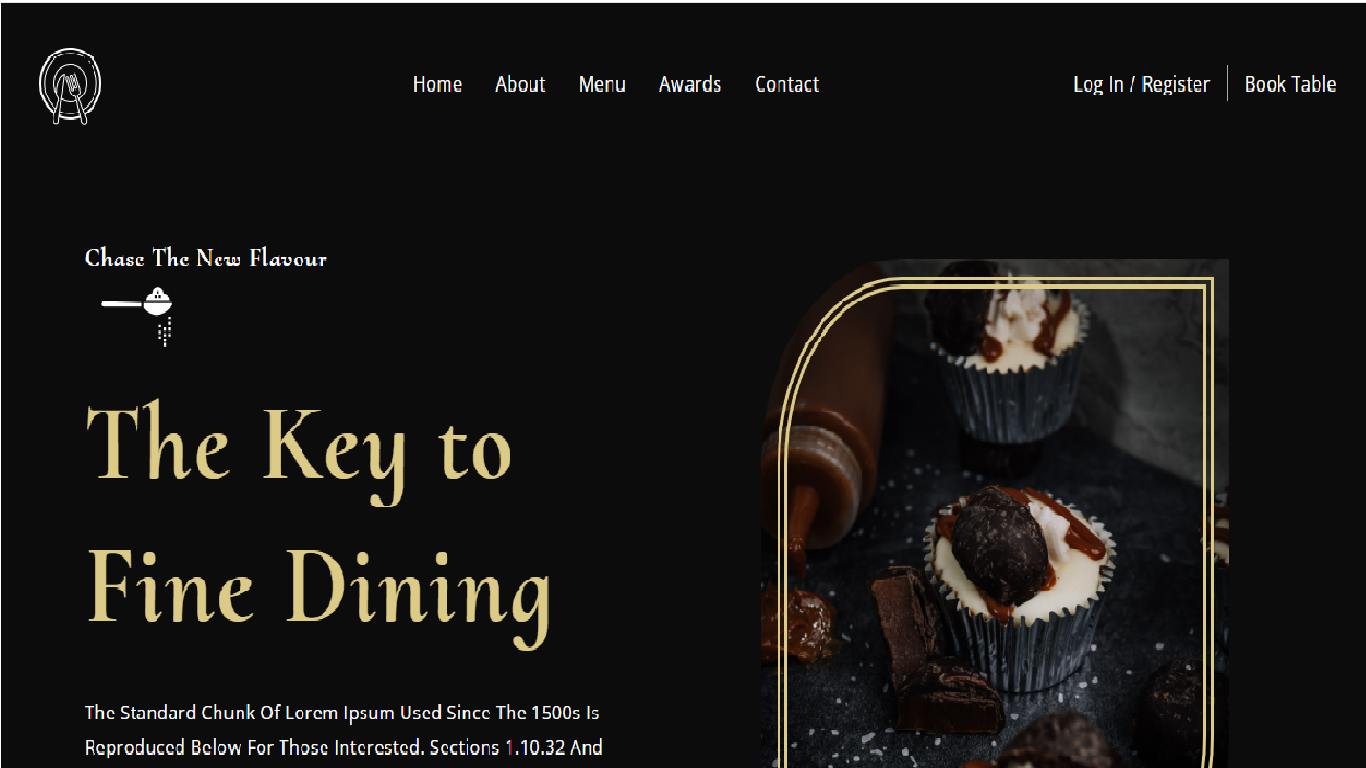 Home About Menu Awards Contact Log In / Register Book Table
Chase The New Flavour
The Key to
Fine Dining
The Standard Chunk Of Lorem Ipsum Used Since The 1500s Is
Reproduced Below For Those Interested. Sections 1.10.32 And